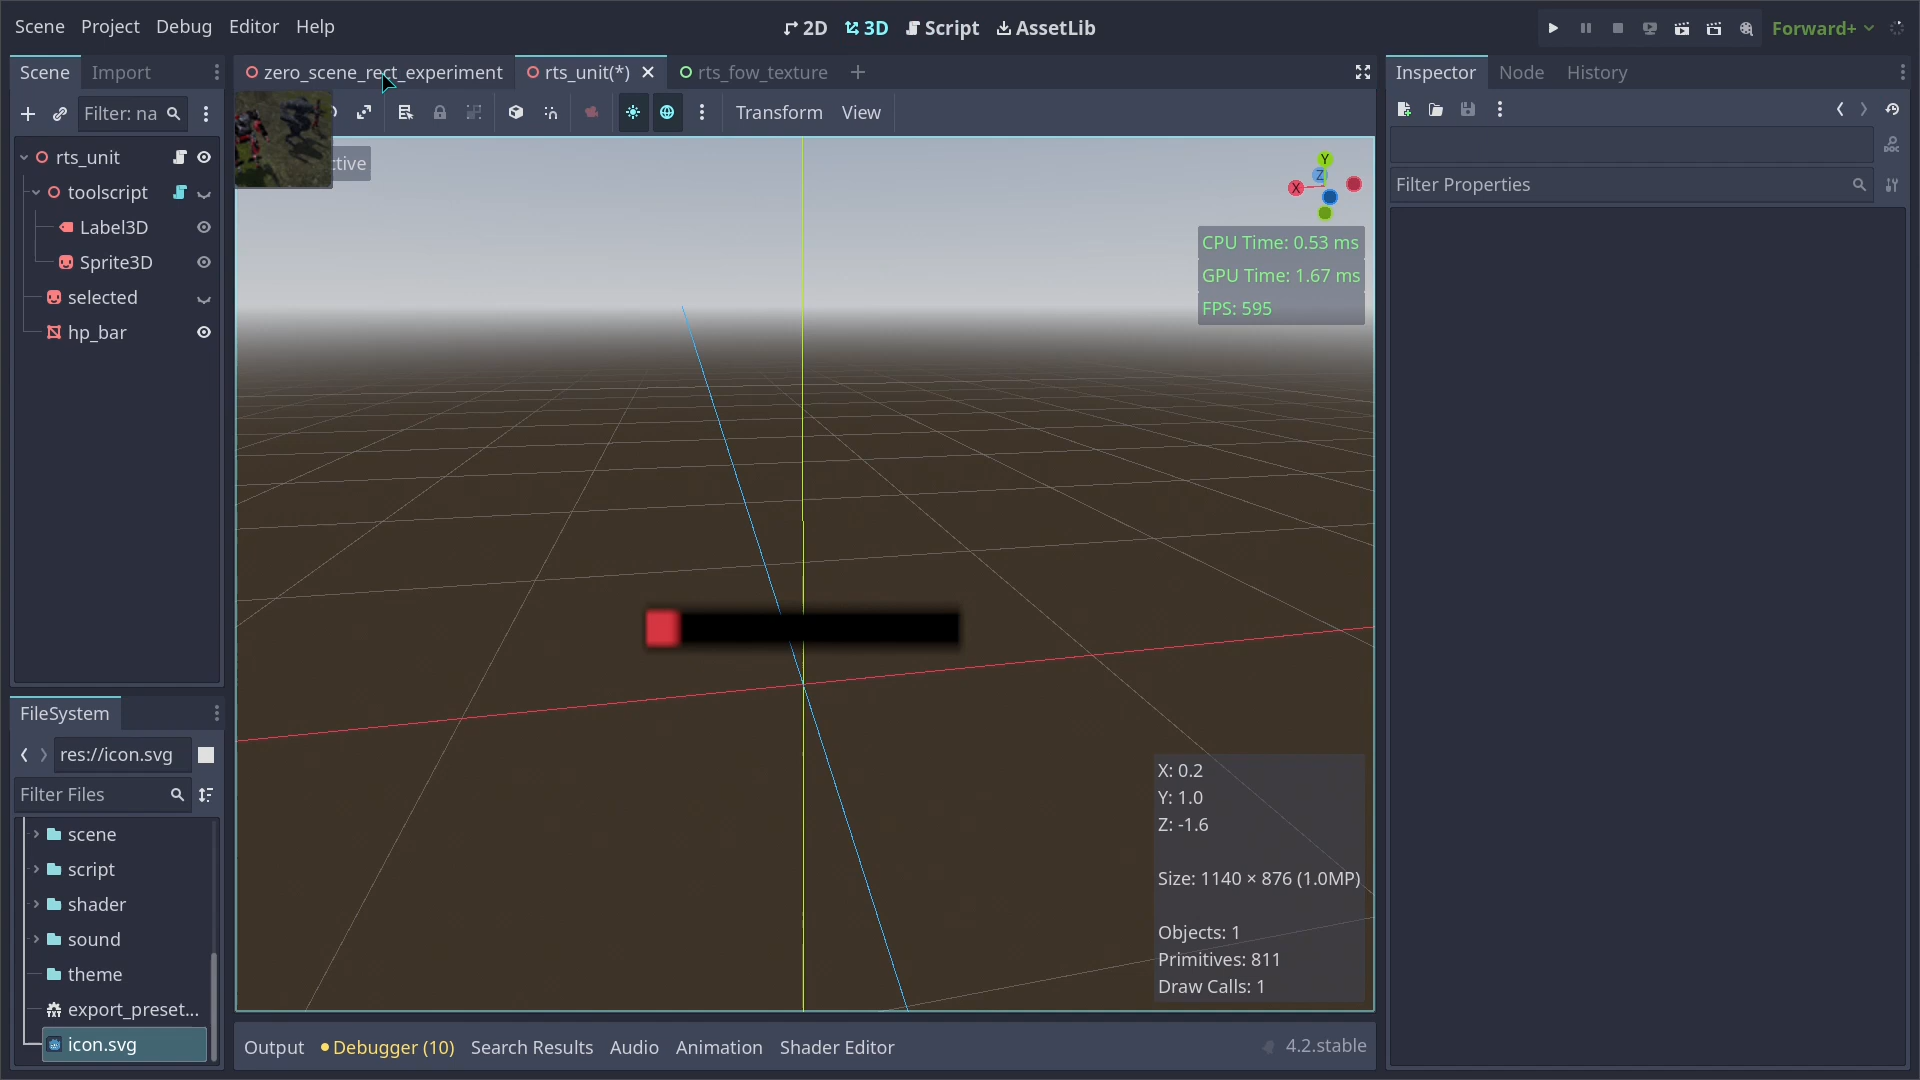 Scene Project Debug Editor Help
2D 3D Script AssetLib
Forward+
Scene Import
zero_scene_rect_experiment rts_unit(*) rts_fow_texture
Inspector Node History
Filter: na
Transform View
rts_unit
toolscript
Label3D
Sprite3D
selected
hp_bar
ctive
Y
Z
X
CPU Time: 0.53 ms
GPU Time: 1.67 ms
FPS: 595
Filter Properties
DOC
FileSystem
res://icon.svg
Filter Files
scene
script
shader
sound
theme
export_preset...
icon.svg
X: 0.2
Y: 1.0
Z: -1.6
Size: 1140 × 876 (1.0MP)
Objects: 1
Primitives: 811
Draw Calls: 1
Output Debugger (10) Search Results Audio Animation Shader Editor
4.2.stable